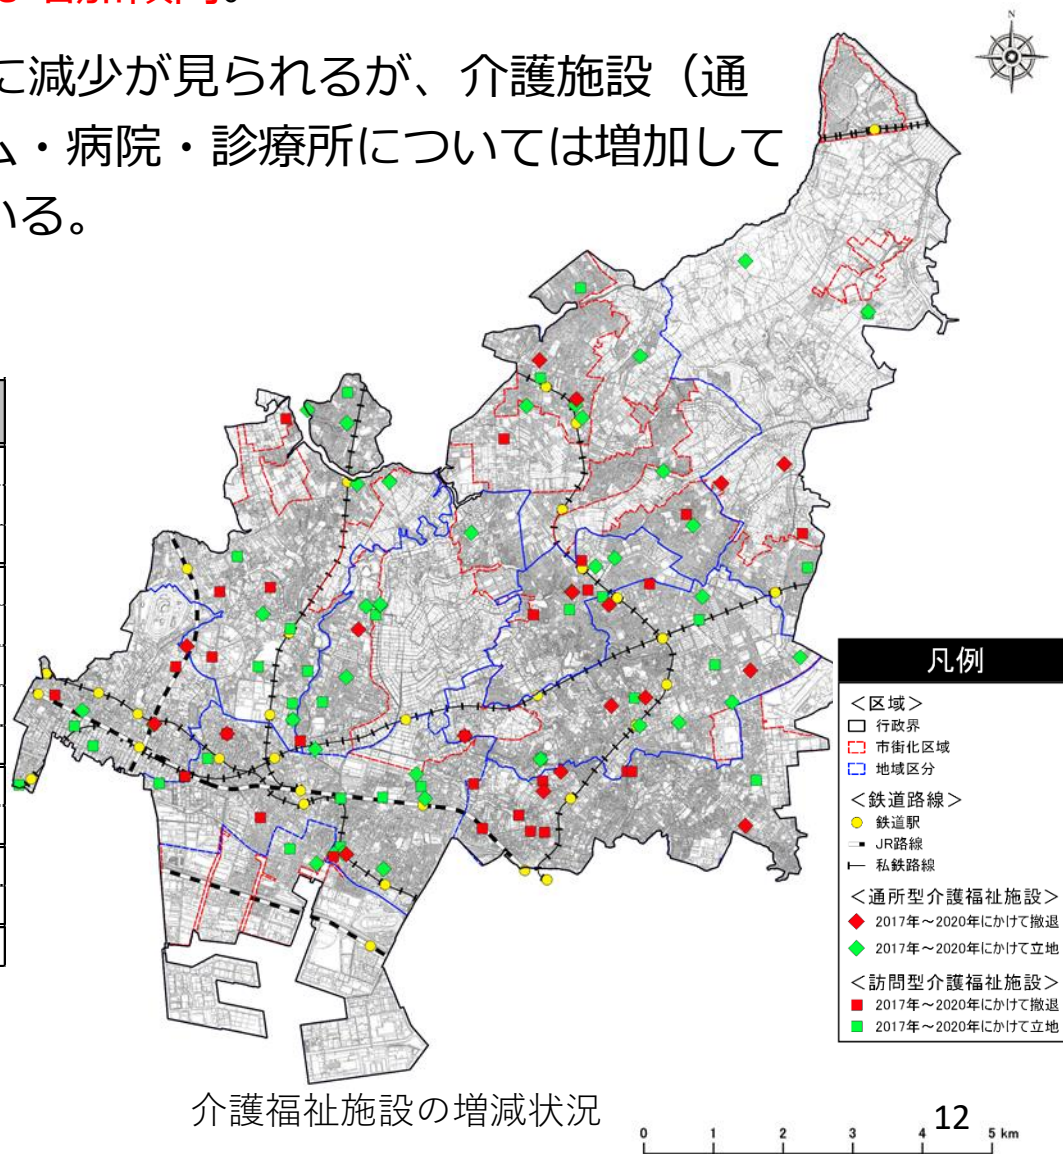 に減少が見られるが、介護施設（通
・病院・診療所については増加して
いる。
N
凡例
＜区域＞
行政界
市街化区域
地域区分
＜鉄道路線＞
鉄道駅
JR路線
私鉄路線
＜通所型介護福祉施設＞
2017年～2020年にかけて撤退
2017年～2020年にかけて立地
＜訪問型介護福祉施設＞
2017年～2020年にかけて撤退
2017年～2020年にかけて立地
介護福祉施設の増減状況
12
0 1 2 3 4 5 km